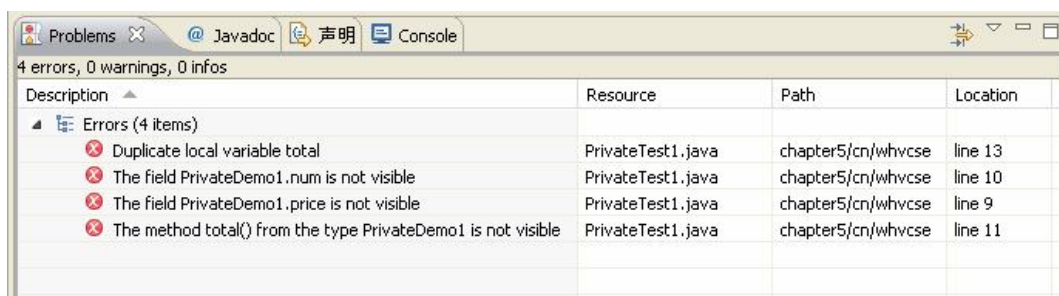 Problems @ Javadoc 声明 Console
4 errors, 0 warnings, 0 infos
Description Resource Path Location
Errors (4 items)
Duplicate local variable total PrivateTest1.java chapter5/cn/whvcse line 13
The field PrivateDemo1.num is not visible PrivateTest1.java chapter5/cn/whvcse line 10
The field PrivateDemo1.price is not visible PrivateTest1.java chapter5/cn/whvcse line 9
The method total() from the type PrivateDemo1 is not visible PrivateTest1.java chapter5/cn/whvcse line 11